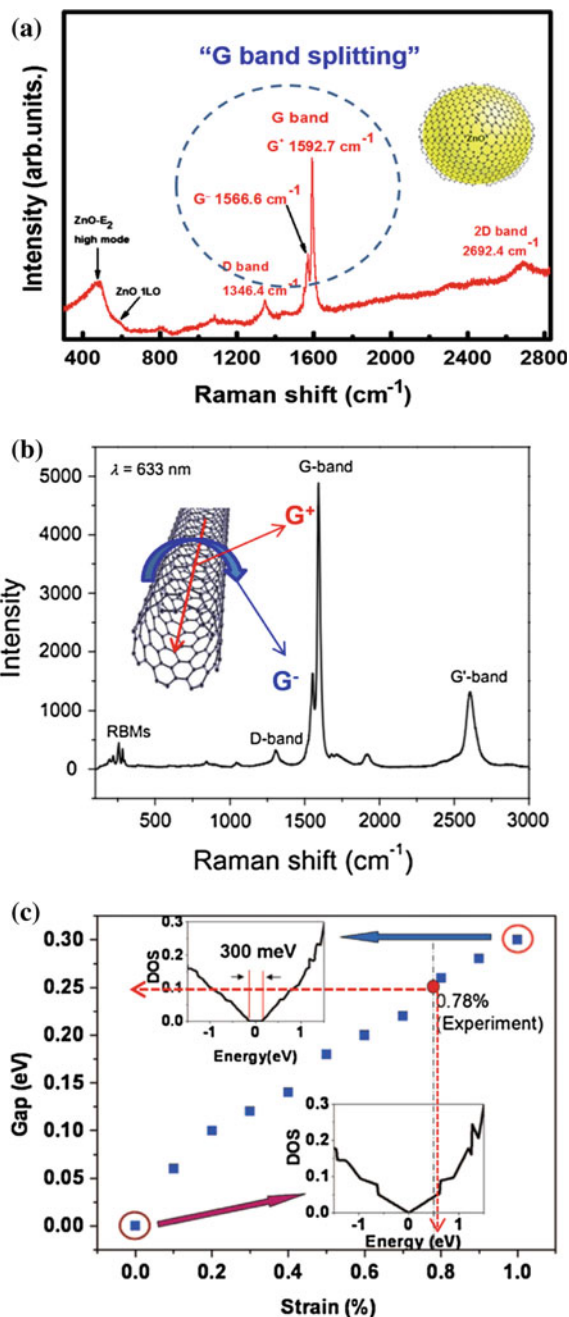 (a)
"G band splitting"
G band
G+ 1592.7 cm-1
G- 1566.6 cm-1
"ZnO"
ZnO-E2
high mode
ZnO 1LO
D band
1346.4 cm-1
2D band
2692.4 cm-1
Intensity (arb.units.)
400 800 1200 1600 2000 2400 2800
Raman shift (cm-1)
(b)
λ = 633 nm
G-band
G+
G-
G'-band
RBMs
D-band
Intensity
5000
4000
3000
2000
1000
0
500 1000 1500 2000 2500 3000
Raman shift (cm-1)
(c)
Gap (eV)
0.30
0.25
0.20
0.15
0.10
0.05
0.00
DOS
0.3
0.2
0.1
0.0
300 meV
-1 0 1
Energy(eV)
0.78%
(Experiment)
DOS
0.3
0.2
0.1
0.0
-1 0 1
Energy (eV)
0.0 0.2 0.4 0.6 0.8 1.0
Strain (%)